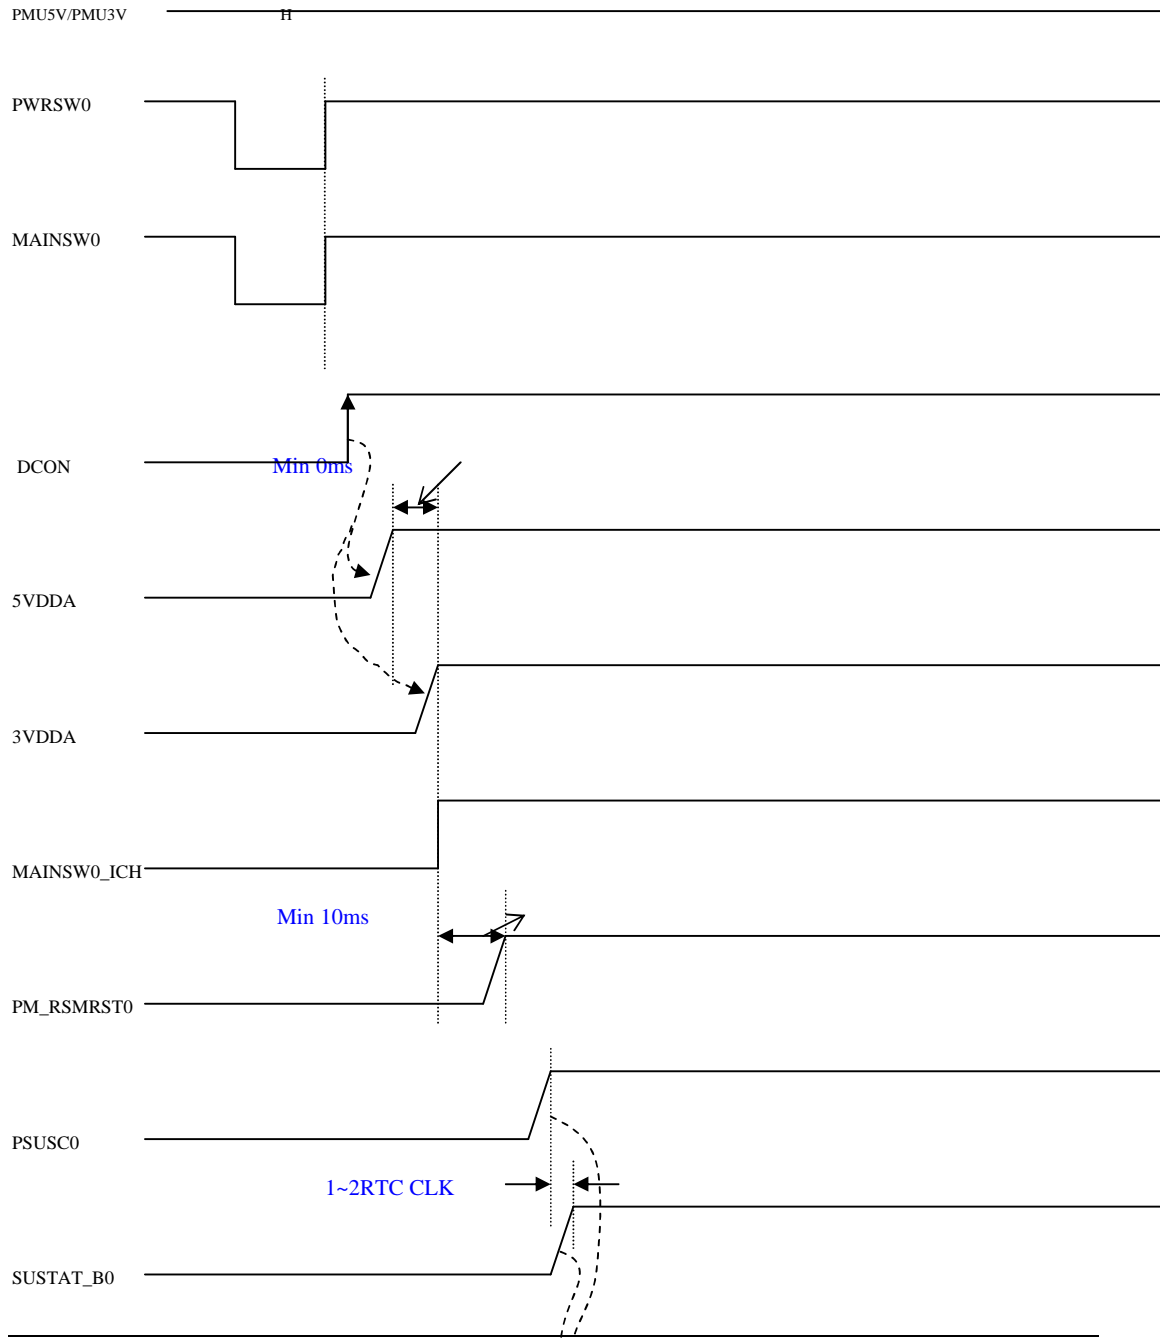 PMU5V/PMU3V H
PWRSW0
MAINSW0
DCON
Min 0ms
5VDDA
3VDDA
MAINSW0_ICH
Min 10ms
PM_RSMRST0
PSUSC0
1~2RTC CLK
SUSTAT_B0